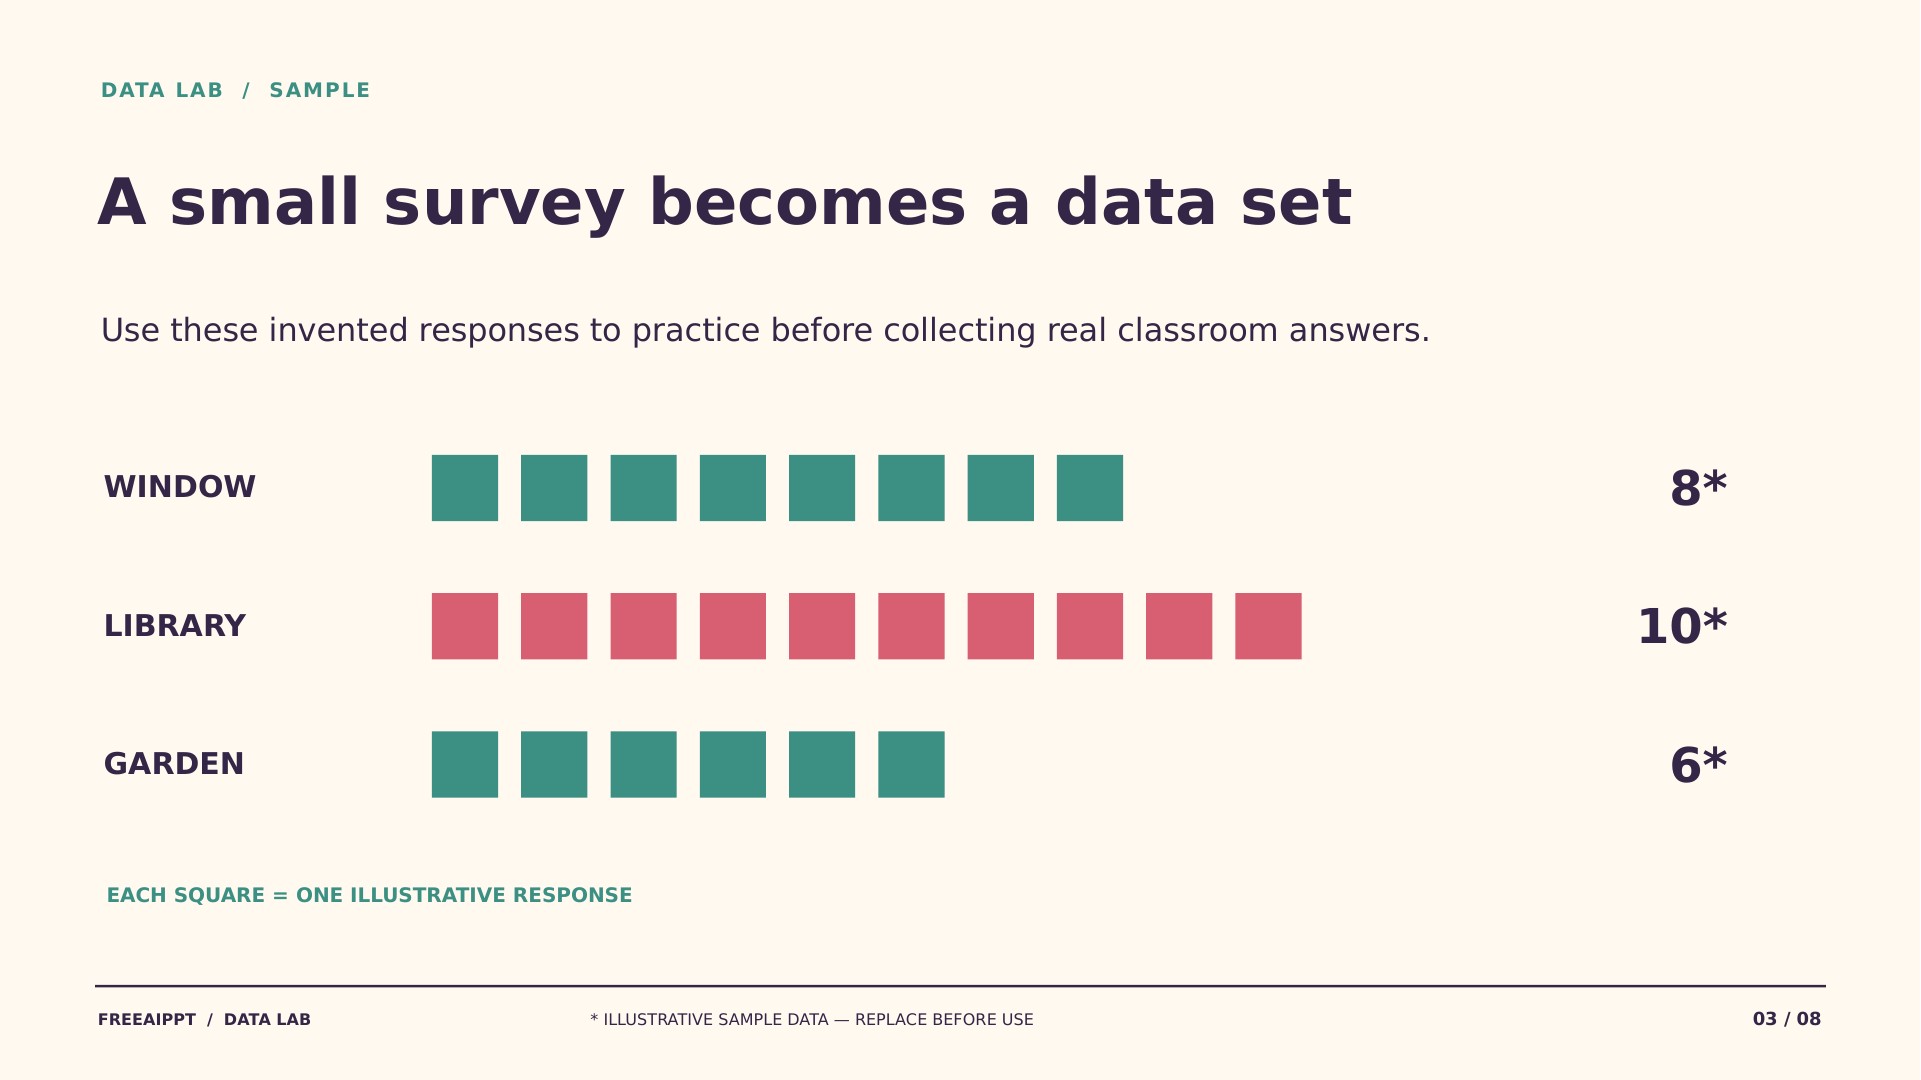 DATA LAB / SAMPLE
A small survey becomes a data set
Use these invented responses to practice before collecting real classroom answers.
WINDOW 8*
LIBRARY 10*
GARDEN 6*
EACH SQUARE = ONE ILLUSTRATIVE RESPONSE
FREEAIPPT / DATA LAB * ILLUSTRATIVE SAMPLE DATA — REPLACE BEFORE USE 03 / 08